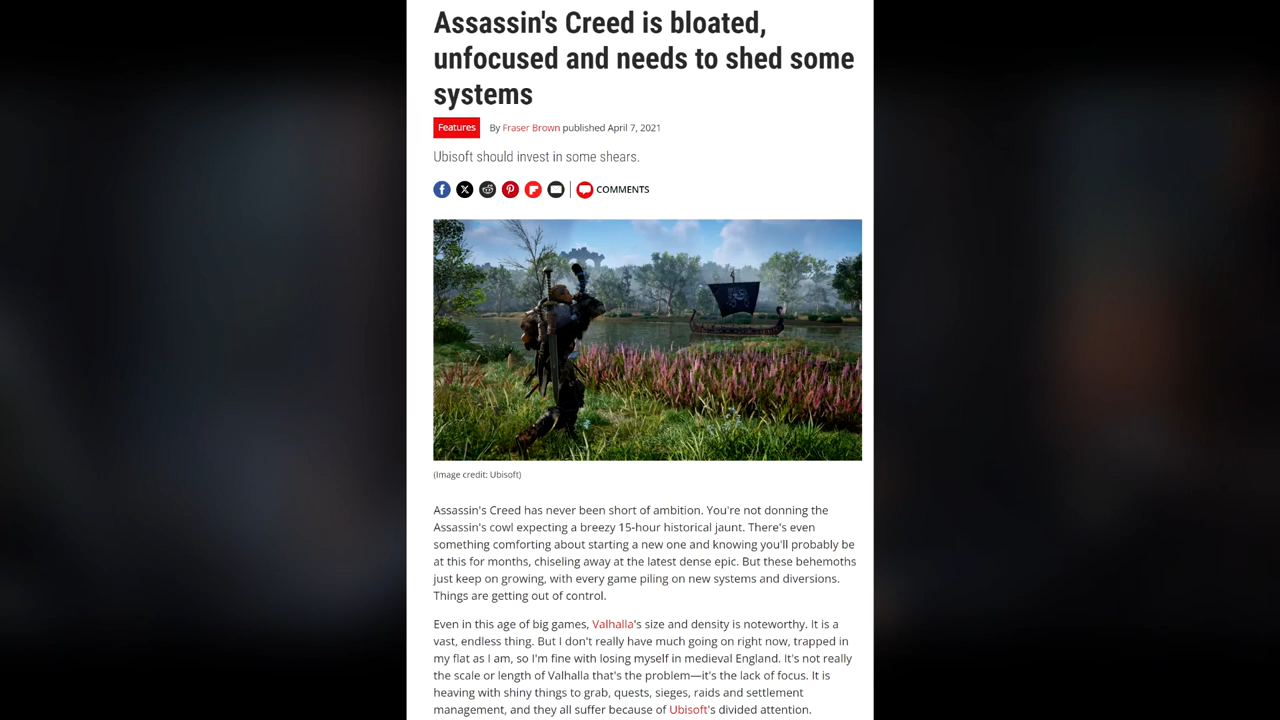 Assassin's Creed is bloated,
unfocused and needs to shed some
systems
Features By Fraser Brown published April 7, 2021
Ubisoft should invest in some shears.
COMMENTS
(Image credit: Ubisoft)
Assassin's Creed has never been short of ambition. You're not donning the
Assassin's cowl expecting a breezy 15-hour historical jaunt. There's even
something comforting about starting a new one and knowing you'll probably be
at this for months, chiseling away at the latest dense epic. But these behemoths
just keep on growing, with every game piling on new systems and diversions.
Things are getting out of control.
Even in this age of big games, Valhalla's size and density is noteworthy. It is a
vast, endless thing. But I don't really have much going on right now, trapped in
my flat as I am, so I'm fine with losing myself in medieval England. It's not really
the scale or length of Valhalla that's the problem—it's the lack of focus. It is
heaving with shiny things to grab, quests, sieges, raids and settlement
management, and they all suffer because of Ubisoft's divided attention.